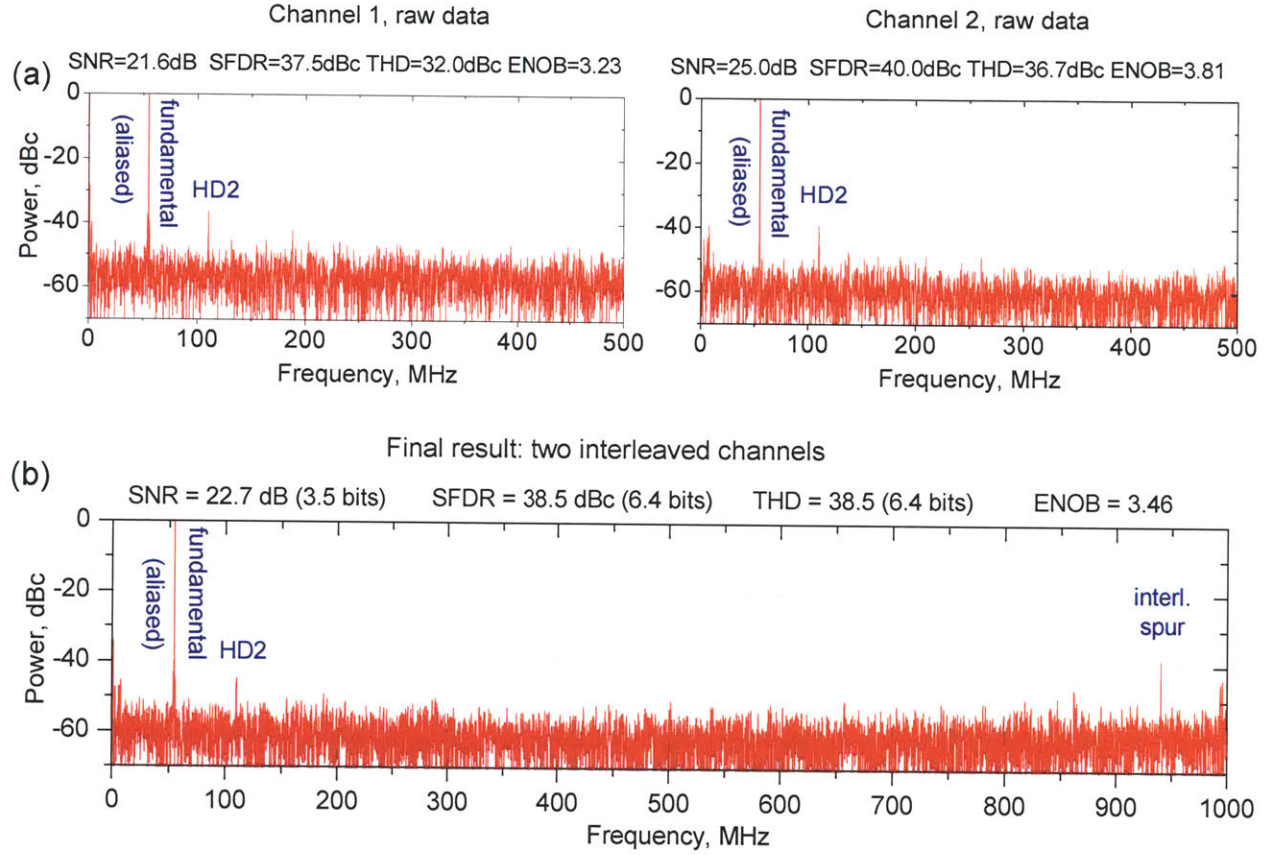 Channel 1, raw data
SNR=21.6dB SFDR=37.5dBc THD=32.0dBc ENOB=3.23
(a)
0
-20
-40
-60
Power, dBc
fundamental
(aliased)
HD2
0
100
200
300
400
500
Frequency, MHz
Channel 2, raw data
SNR=25.0dB SFDR=40.0dBc THD=36.7dBc ENOB=3.81
0
-20
-40
-60
fundamental
(aliased)
HD2
0
100
200
300
400
500
Frequency, MHz
Final result: two interleaved channels
(b)
SNR = 22.7 dB (3.5 bits) SFDR = 38.5 dBc (6.4 bits) THD = 38.5 (6.4 bits) ENOB = 3.46
0
-20
-40
-60
Power, dBc
fundamental
(aliased)
HD2
interl.
spur
0
100
200
300
400
500
600
700
800
900
1000
Frequency, MHz